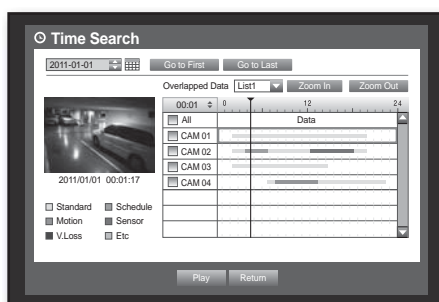 Time Search
2011-01-01
Go to First
Go to Last
Overlapped Data
List1
Zoom In
Zoom Out
00:01
0
12
24
All
Data
CAM 01
CAM 02
CAM 03
CAM 04
2011/01/01 00:01:17
Standard
Schedule
Motion
Sensor
V.Loss
Etc
Play
Return